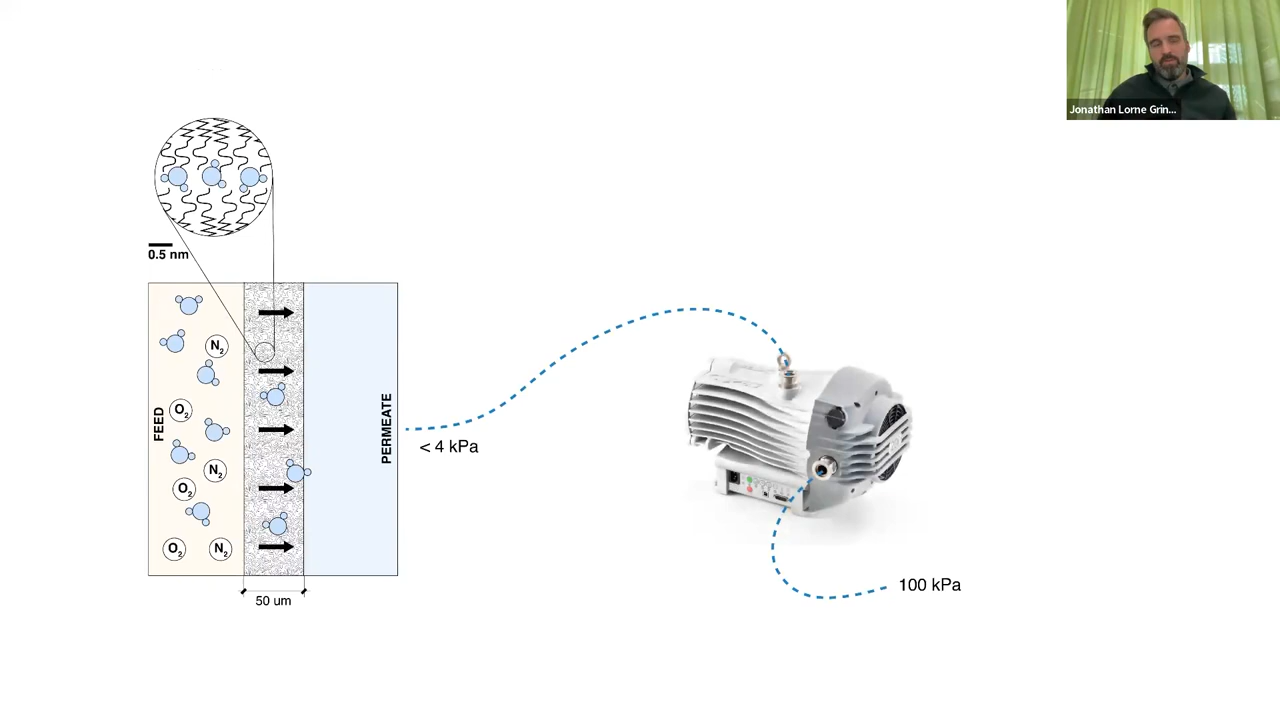 Jonathan Lorne Grin...
0.5 nm
N2
O2
N2
O2
O2
N2
FEED
PERMEATE
50 um
< 4 kPa
100 kPa